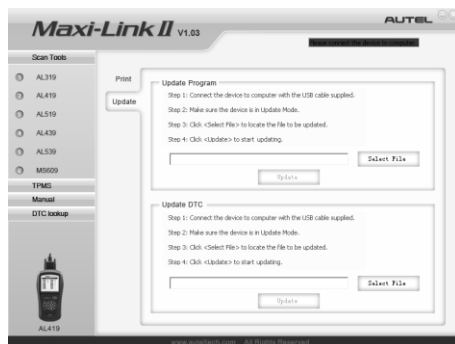 AUTEL
Maxi-Link II V1.03
Please connect the device to computer
Scan Tools
AL319
AL419
AL519
AL439
AL539
MS609
TPMS
Manual
DTC lookup
AL419
Print
Update
Update Program
Step 1: Connect the device to computer with the USB cable supplied.
Step 2: Make sure the device is in Update Mode.
Step 3: Click <Select File> to locate the file to be updated.
Step 4: Click <Update> to start updating.
Select File
Update
Update DTC
Step 1: Connect the device to computer with the USB cable supplied.
Step 2: Make sure the device is in Update Mode.
Step 3: Click <Select File> to locate the file to be updated.
Step 4: Click <Update> to start updating.
Select File
Update
www.auteltech.com All Rights Reserved